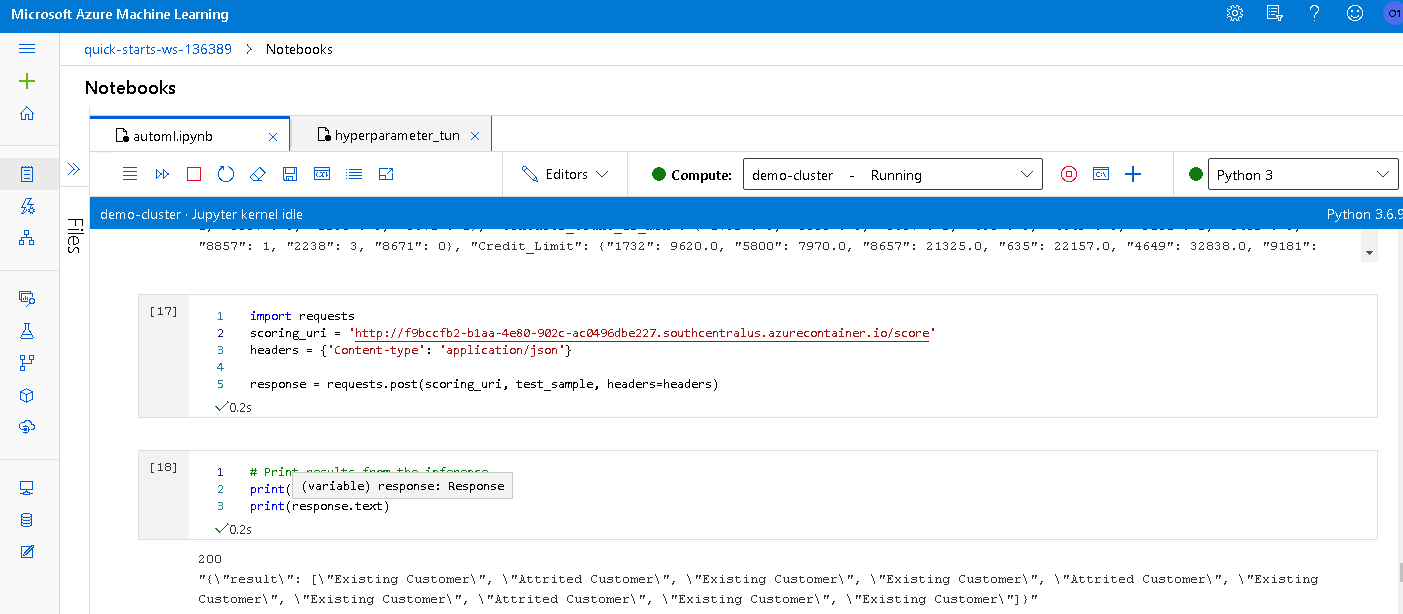 Microsoft Azure Machine Learning
01
quick-starts-ws-136389 > Notebooks
Notebooks
automl.ipynb
hyperparameter_tun
Editors
Compute: demo-cluster - Running
Python 3
demo-cluster · Jupyter kernel idle
Python 3.6.9
Files
"8857": 1, "2238": 3, "8671": 0}, "Credit_Limit": {"1732": 9620.0, "5800": 7970.0, "8657": 21325.0, "635": 22157.0, "4649": 32838.0, "9181":
[17]
1 import requests
2 scoring_uri = 'http://f9bccfb2-b1aa-4e80-902c-ac0496dbe227.southcentralus.azurecontainer.io/score'
3 headers = {'Content-type': 'application/json'}
4
5 response = requests.post(scoring_uri, test_sample, headers=headers)
0.2s
[18]
1 # Print results from the inference
2 print(
(variable) response: Response
3 print(response.text)
0.2s
200
"{\"result\": [\"Existing Customer\", \"Attrited Customer\", \"Existing Customer\", \"Existing Customer\", \"Attrited Customer\", \"Existing
Customer\", \"Existing Customer\", \"Attrited Customer\", \"Existing Customer\", \"Existing Customer\"]}"